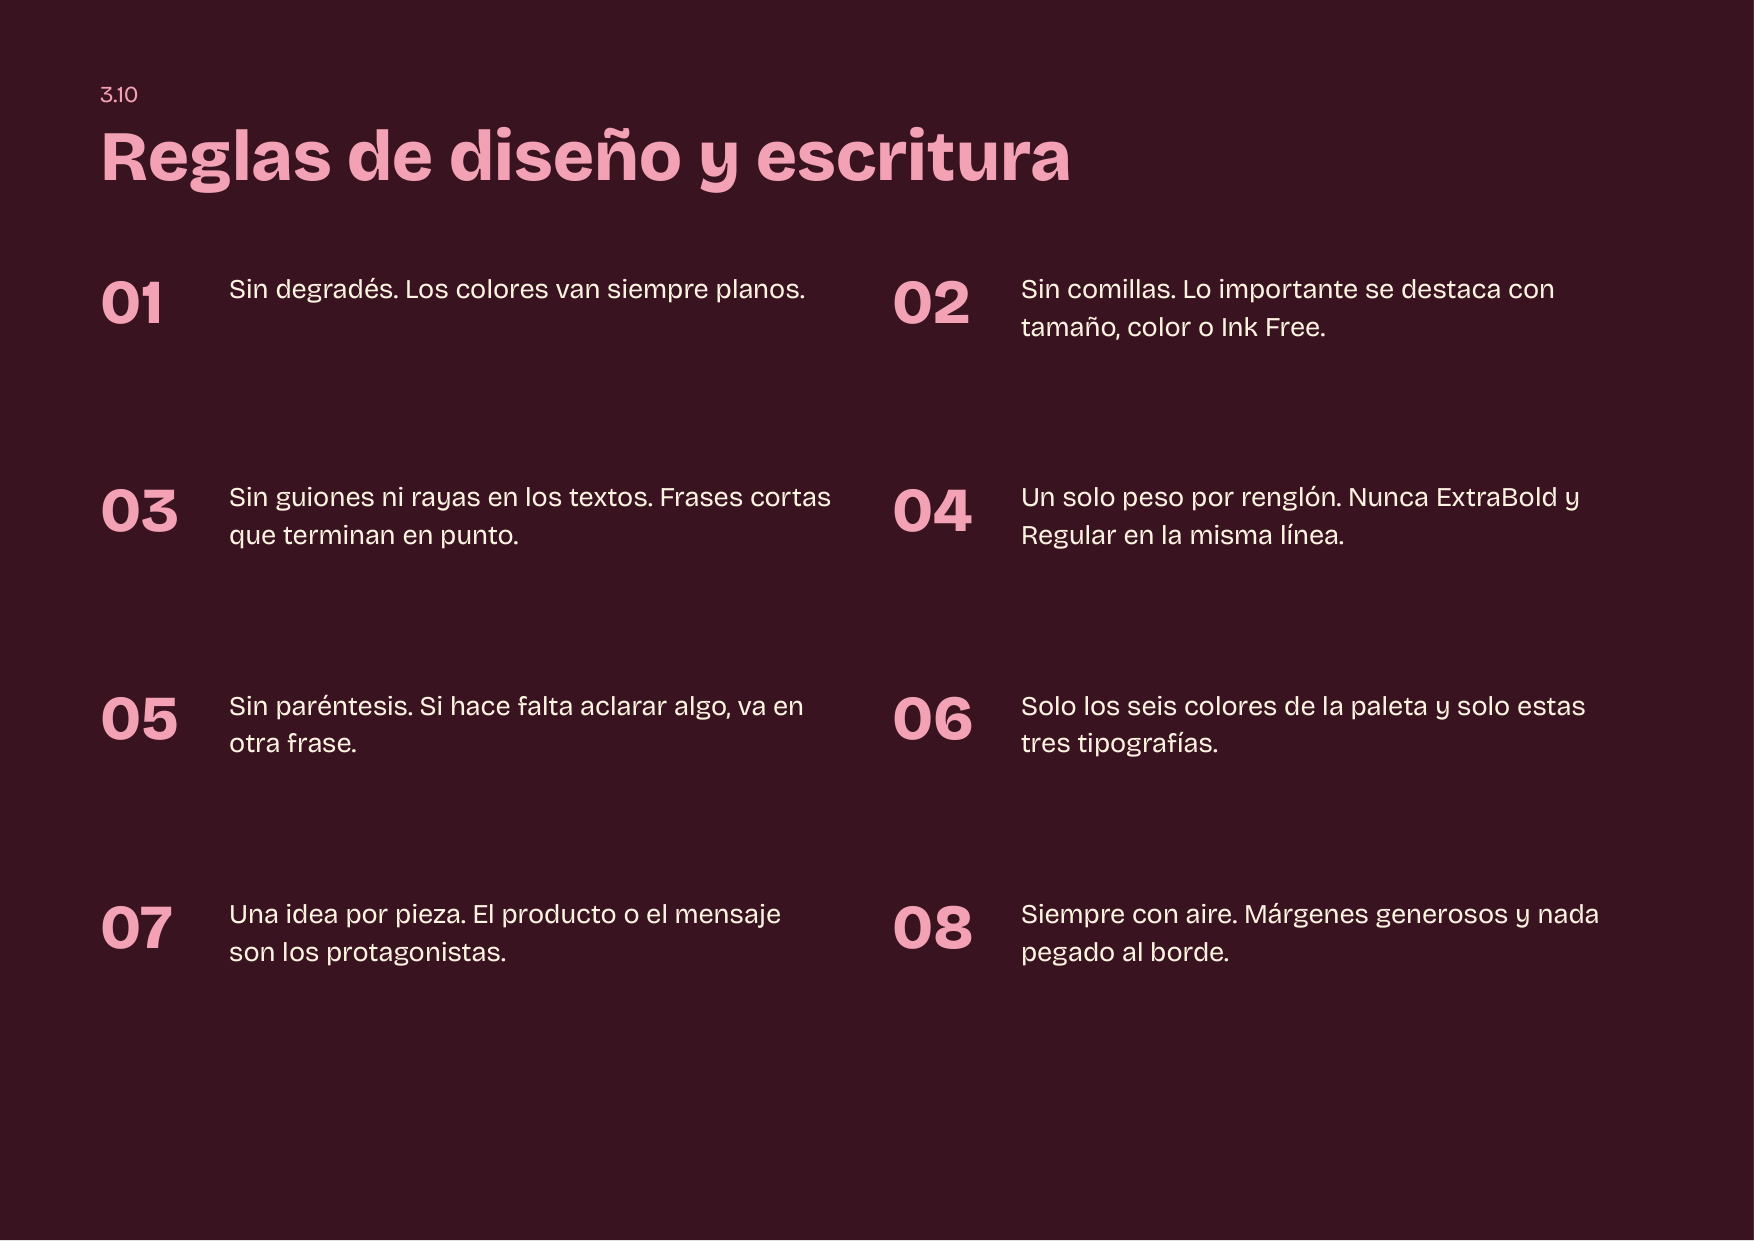 3.10
Reglas de diseño y escritura
01
Sin degradés. Los colores van siempre planos.
02
Sin comillas. Lo importante se destaca con
tamaño, color o Ink Free.
03
Sin guiones ni rayas en los textos. Frases cortas
que terminan en punto.
04
Un solo peso por renglón. Nunca ExtraBold y
Regular en la misma línea.
05
Sin paréntesis. Si hace falta aclarar algo, va en
otra frase.
06
Solo los seis colores de la paleta y solo estas
tres tipografías.
07
Una idea por pieza. El producto o el mensaje
son los protagonistas.
08
Siempre con aire. Márgenes generosos y nada
pegado al borde.